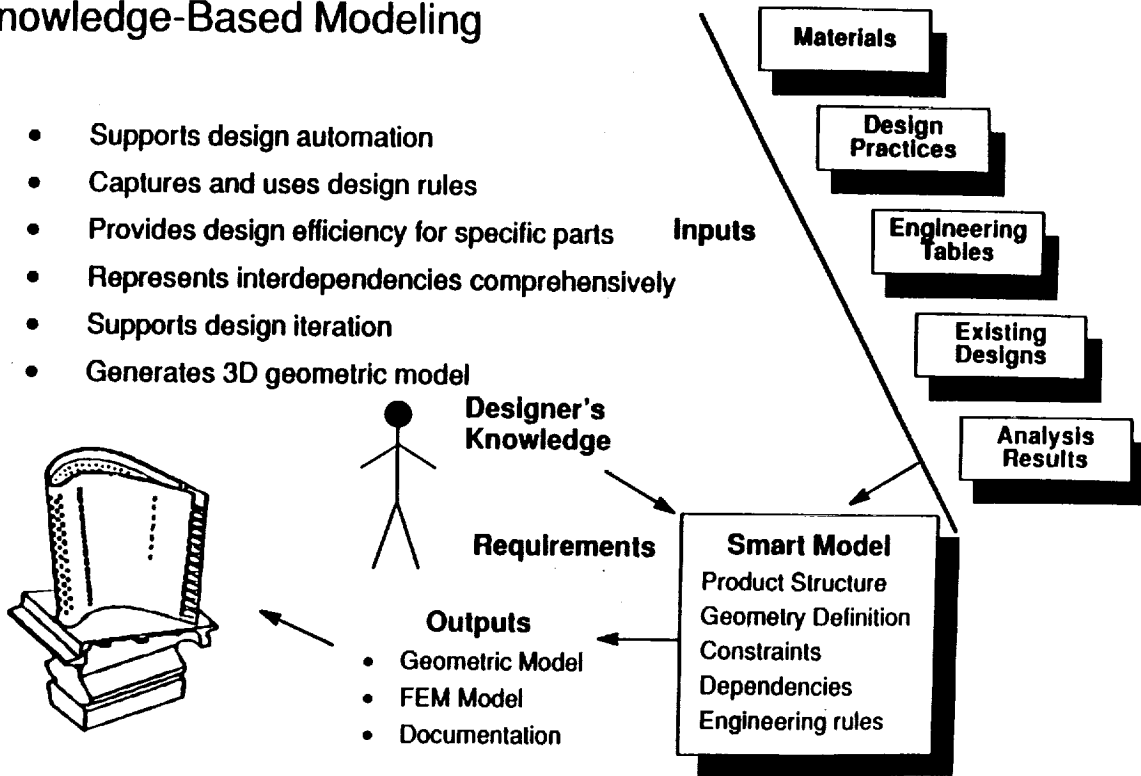 nowledge-Based Modeling
• Supports design automation
• Captures and uses design rules
• Provides design efficiency for specific parts
• Represents interdependencies comprehensively
• Supports design iteration
• Generates 3D geometric model
Inputs
Materials
Design
Practices
Engineering
Tables
Existing
Designs
Analysis
Results
Designer's
Knowledge
Requirements
Smart Model
Product Structure
Geometry Definition
Constraints
Dependencies
Engineering rules
Outputs
• Geometric Model
• FEM Model
• Documentation